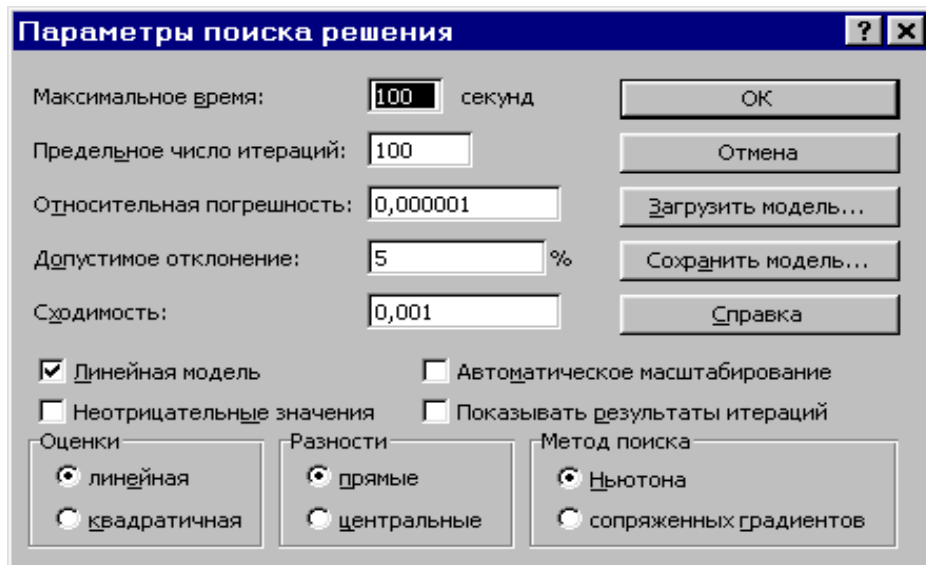 Параметры поиска решения
Максимальное время: 100 секунд
OK
Предельное число итераций: 100
Отмена
Относительная погрешность: 0,000001
Загрузить модель...
Допустимое отклонение: 5 %
Сохранить модель...
Сходимость: 0,001
Справка
Линейная модель
Автоматическое масштабирование
Неотрицательные значения
Показывать результаты итераций
Оценки
линейная
квадратичная
Разности
прямые
центральные
Метод поиска
Ньютона
сопряженных градиентов